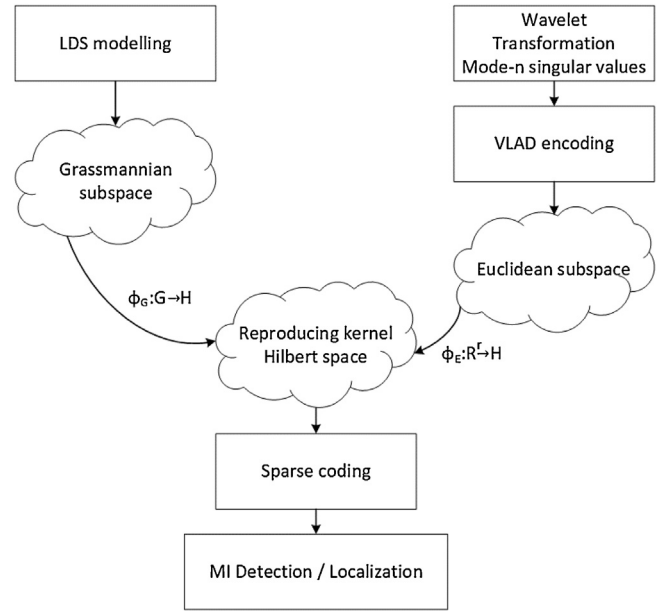 LDS modelling
Wavelet
Transformation
Mode-n singular values
VLAD encoding
Grassmannian
subspace
Euclidean subspace
ϕG:G→H
Reproducing kernel
Hilbert space
ϕE:Rr→H
Sparse coding
MI Detection / Localization